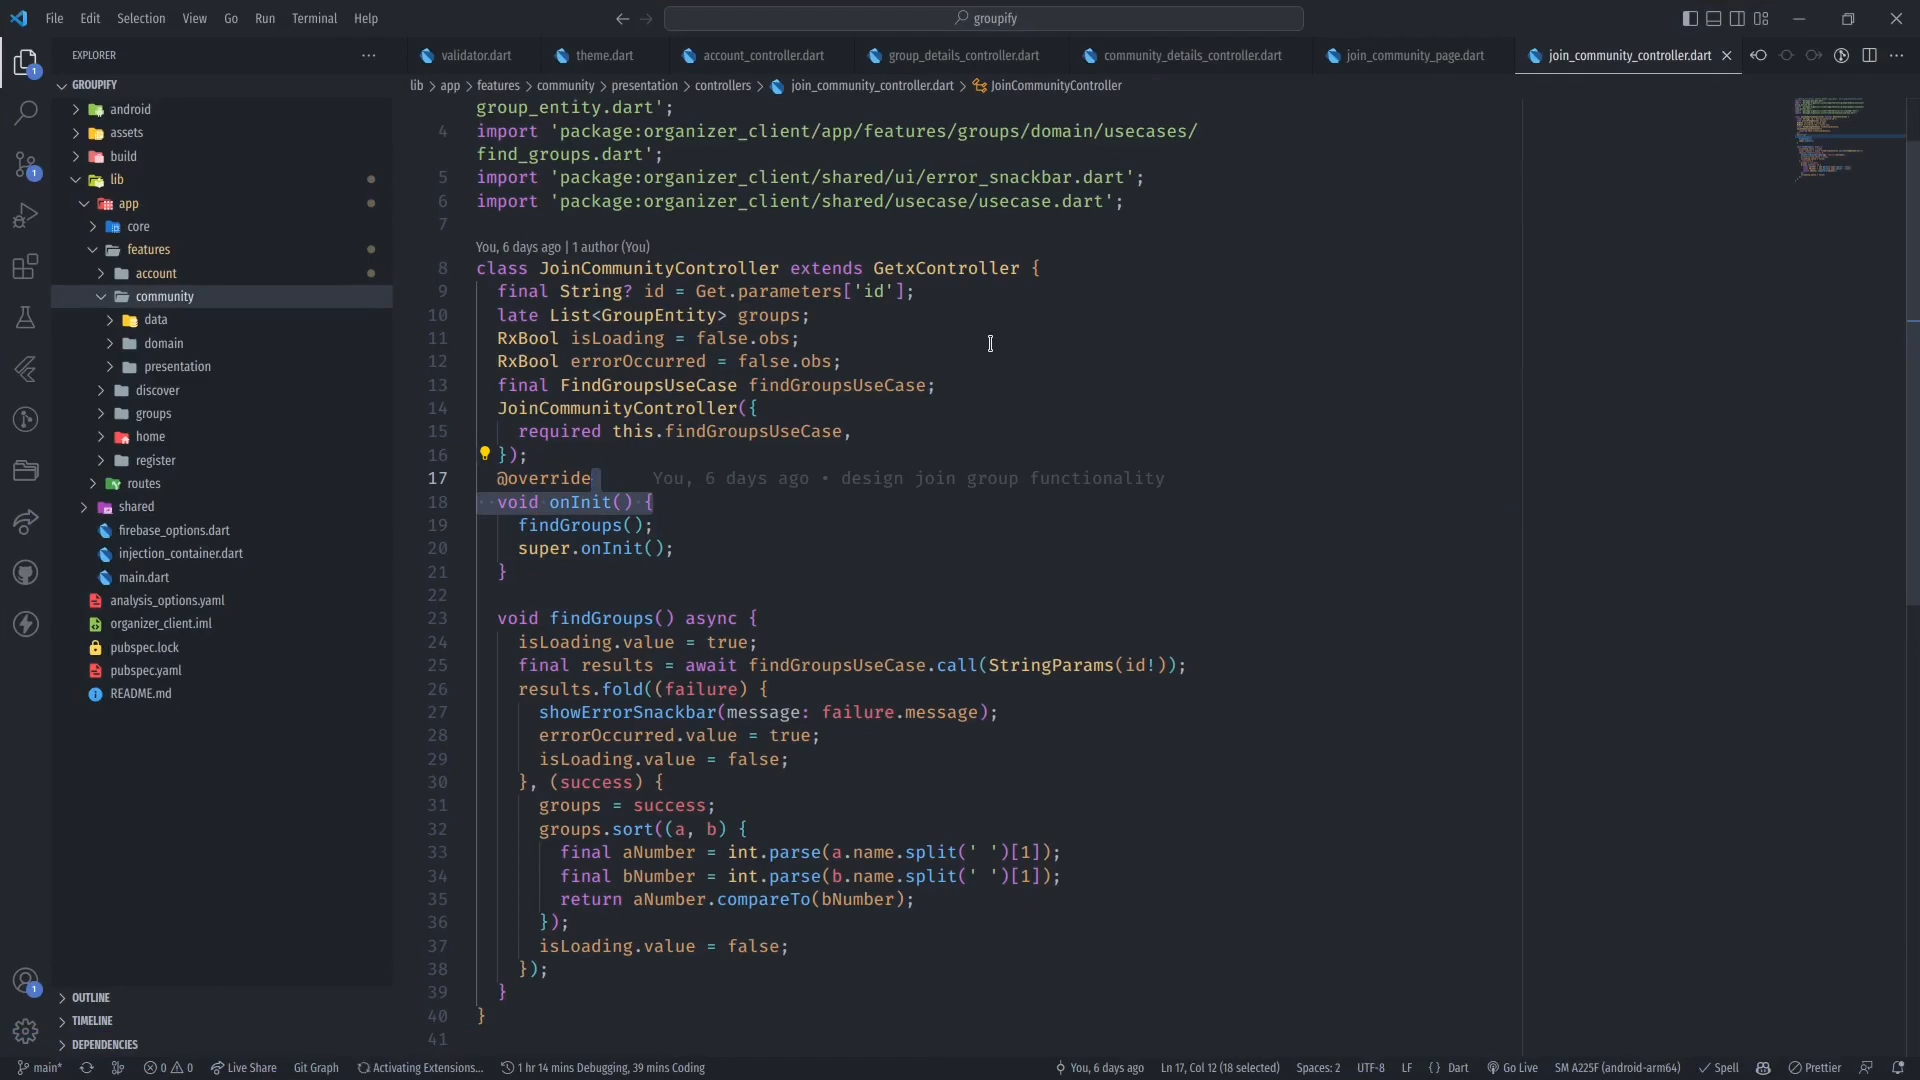 File Edit Selection View Go Run Terminal Help
groupify
EXPLORER
validator.dart theme.dart account_controller.dart group_details_controller.dart community_details_controller.dart join_community_page.dart join_community_controller.dart
lib > app > features > community > presentation > controllers > join_community_controller.dart > JoinCommunityController
GROUPIFY
android
assets
build
lib
app
core
features
account
community
data
domain
presentation
discover
groups
home
register
routes
shared
firebase_options.dart
injection_container.dart
main.dart
analysis_options.yaml
organizer_client.iml
pubspec.lock
pubspec.yaml
README.md
OUTLINE
TIMELINE
DEPENDENCIES
1
1
1
group_entity.dart';
4 import 'package:organizer_client/app/features/groups/domain/usecases/
find_groups.dart';
5 import 'package:organizer_client/shared/ui/error_snackbar.dart';
6 import 'package:organizer_client/shared/usecase/usecase.dart';
7
You, 6 days ago | 1 author (You)
8 class JoinCommunityController extends GetxController {
9 final String? id = Get.parameters['id'];
10 late List<GroupEntity> groups;
11 RxBool isLoading = false.obs;
12 RxBool errorOccurred = false.obs;
13 final FindGroupsUseCase findGroupsUseCase;
14 JoinCommunityController({
15 required this.findGroupsUseCase,
16 });
17 @override You, 6 days ago • design join group functionality
18 void onInit() {
19 findGroups();
20 super.onInit();
21 }
22
23 void findGroups() async {
24 isLoading.value = true;
25 final results = await findGroupsUseCase.call(StringParams(id!));
26 results.fold((failure) {
27 showErrorSnackbar(message: failure.message);
28 errorOccurred.value = true;
29 isLoading.value = false;
30 }, (success) {
31 groups = success;
32 groups.sort((a, b) {
33 final aNumber = int.parse(a.name.split(' ')[1]);
34 final bNumber = int.parse(b.name.split(' ')[1]);
35 return aNumber.compareTo(bNumber);
36 });
37 isLoading.value = false;
38 });
39 }
40 }
41
main* 0 0 Live Share Git Graph Activating Extensions... 1 hr 14 mins Debugging, 39 mins Coding You, 6 days ago Ln 17, Col 12 (18 selected) Spaces: 2 UTF-8 LF { } Dart Go Live SM A225F (android-arm64) Spell Prettier